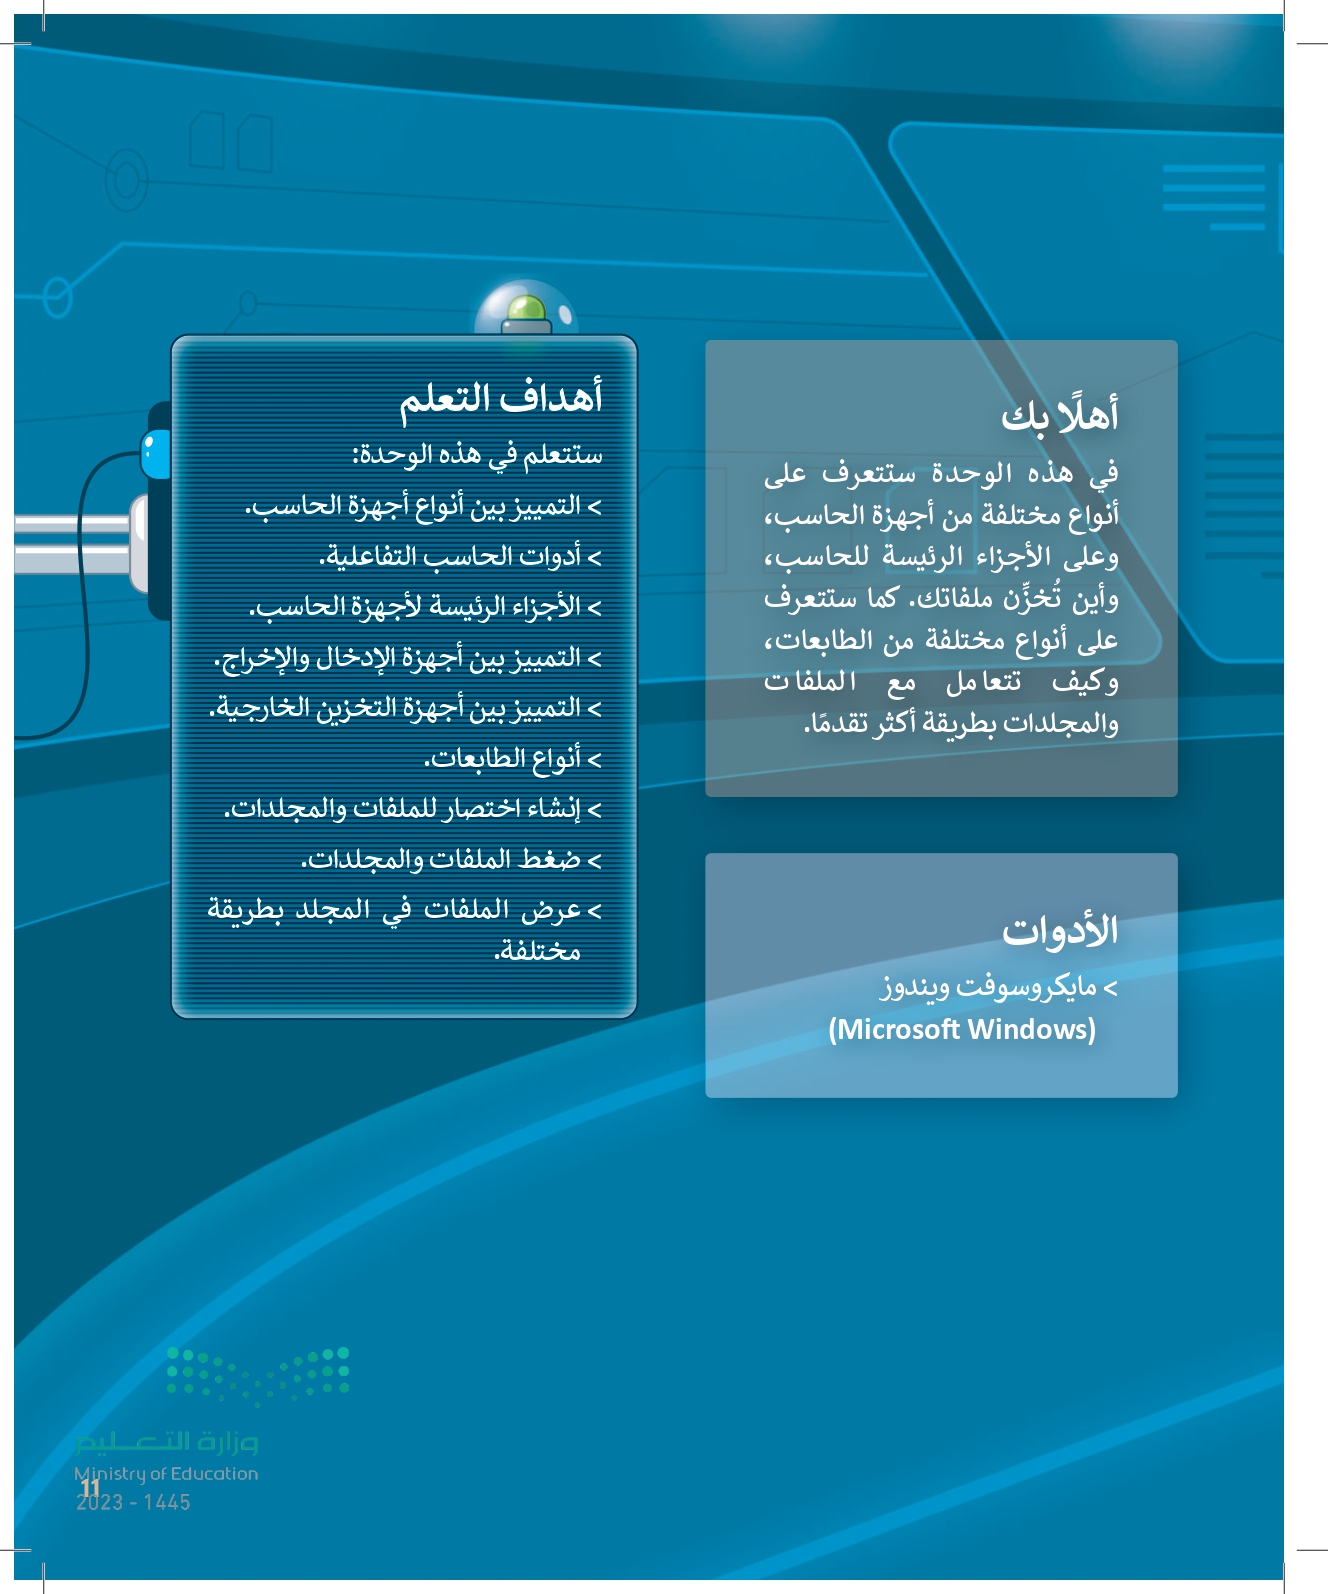 أهلًا بك
في هذه الوحدة ستتعرف على
أنواع مختلفة من أجهزة الحاسب،
وعلى الأجزاء الرئيسة للحاسب،
وأين تُخزَّن ملفاتك. كما ستتعرف
على أنواع مختلفة من الطابعات،
وكيف تتعامل مع الملفات
والمجلدات بطريقة أكثر تقدمًا.
الأدوات
> مايكروسوفت ويندوز
(Microsoft Windows)
أهداف التعلم
ستتعلم في هذه الوحدة:
> التمييز بين أنواع أجهزة الحاسب.
> أدوات الحاسب التفاعلية.
> الأجزاء الرئيسة لأجهزة الحاسب.
> التمييز بين أجهزة الإدخال والإخراج.
> التمييز بين أجهزة التخزين الخارجية.
> أنواع الطابعات.
> إنشاء اختصار للملفات والمجلدات.
> ضغط الملفات والمجلدات.
> عرض الملفات في المجلد بطريقة
مختلفة.
وزارة التعـــليم
Ministry of Education
11
2023 - 1445